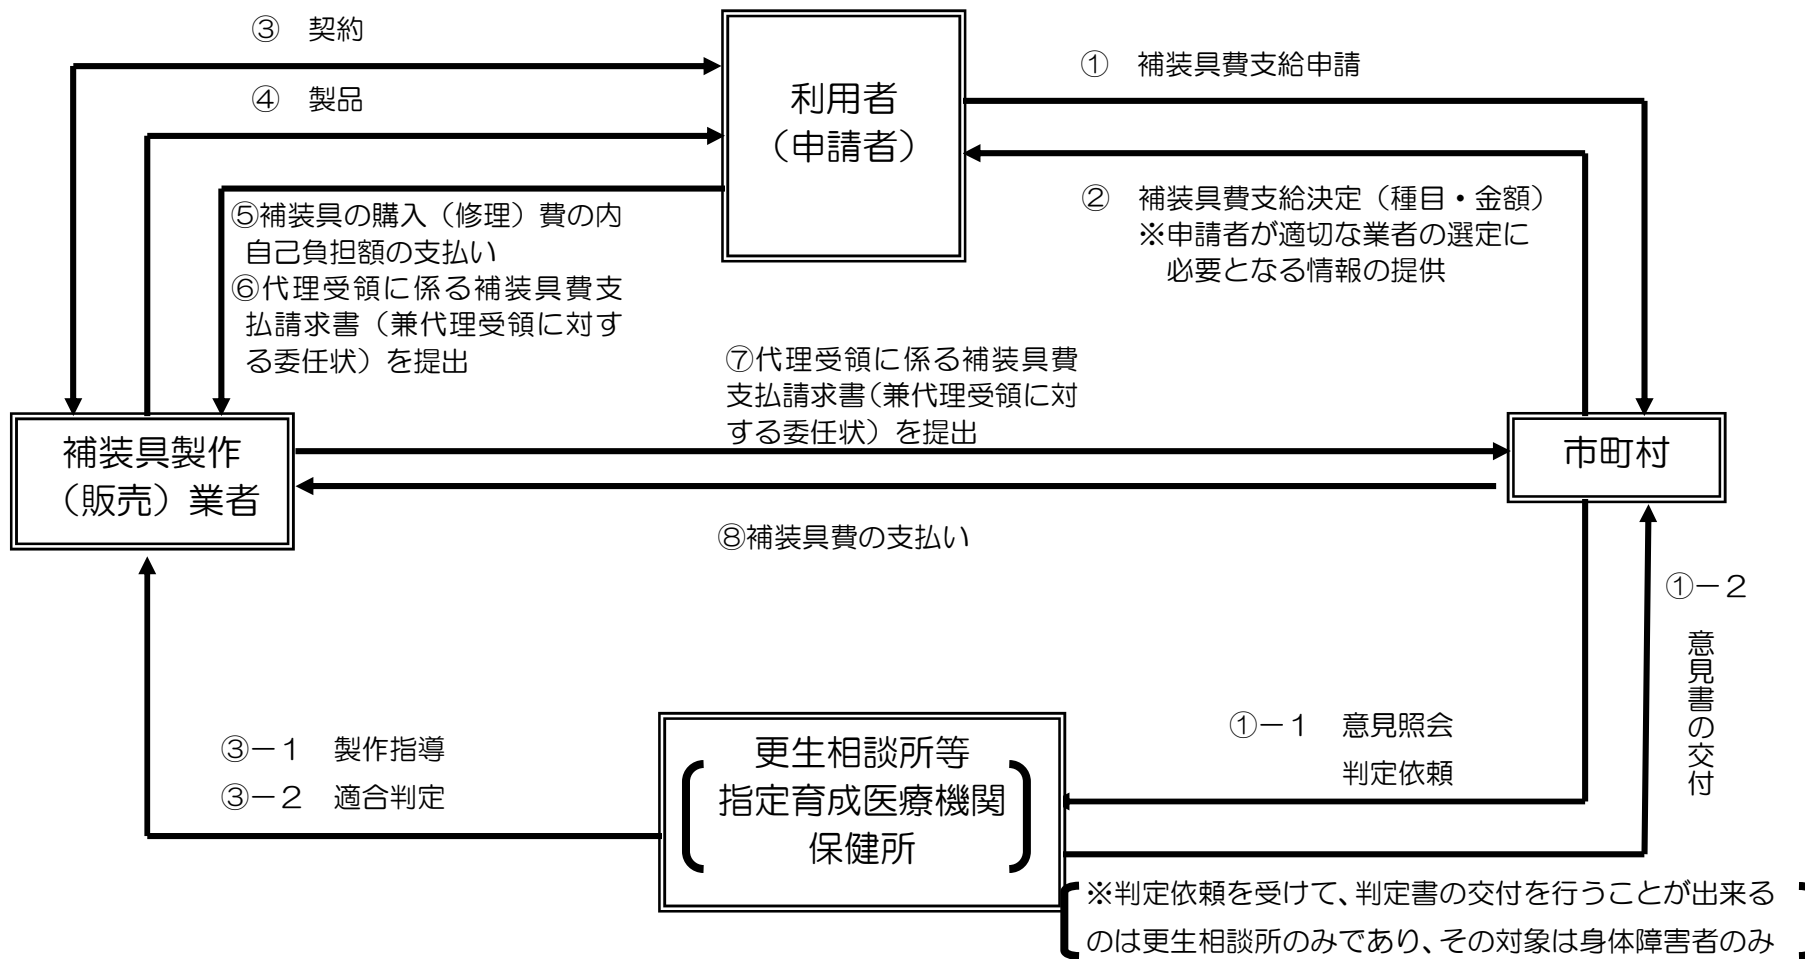 ③　契約
④　製品
利用者
（申請者）
①　補装具費支給申請
②　補装具費支給決定（種目・金額）
※申請者が適切な業者の選定に
必要となる情報の提供
⑤補装具の購入（修理）費の内
自己負担額の支払い
⑥代理受領に係る補装具費支
払請求書（兼代理受領に対す
る委任状）を提出
⑦代理受領に係る補装具費
支払請求書（兼代理受領に対
する委任状）を提出
補装具製作
（販売）業者
市町村
⑧補装具費の支払い
①－２
意見書の交付
③－１　製作指導
③－２　適合判定
更生相談所等
指定育成医療機関
保健所
①－１　意見照会
判定依頼
※判定依頼を受けて、判定書の交付を行うことが出来る
のは更生相談所のみであり、その対象は身体障害者のみ